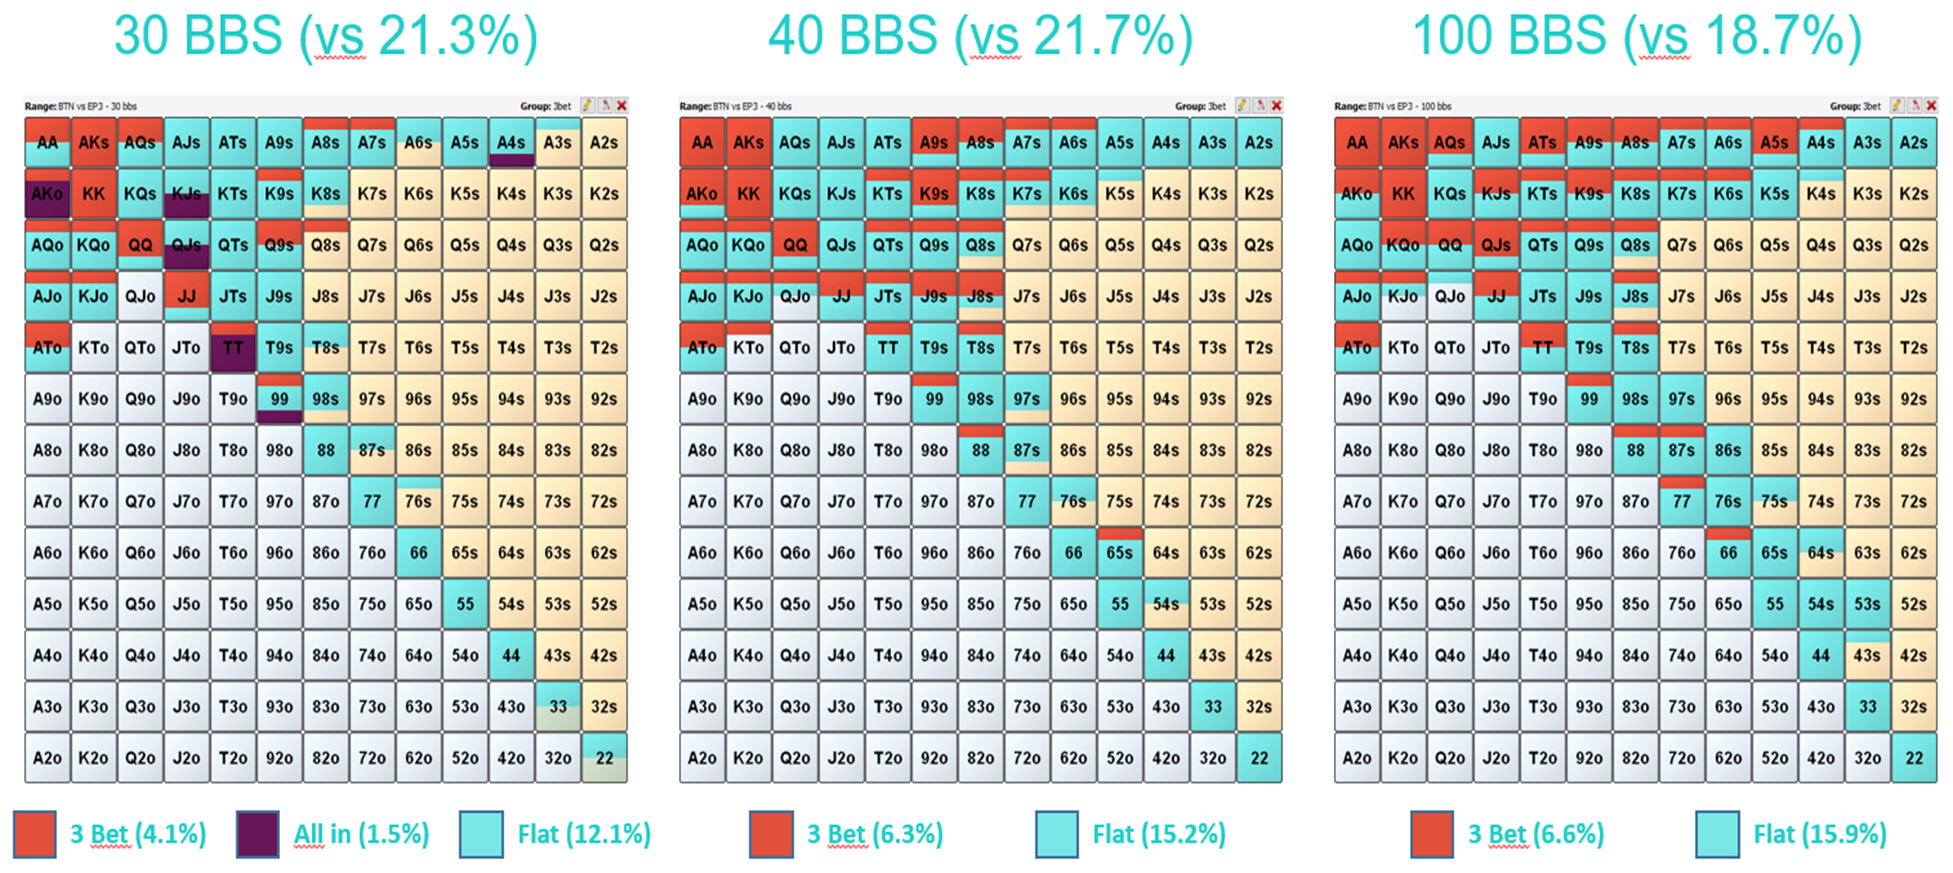 30 BBS (vs 21.3%)
40 BBS (vs 21.7%)
100 BBS (vs 18.7%)
Range: BTN vs EP3 - 30 bbs
Group: 3bet
AA AKs AQs AJs ATs A9s A8s A7s A6s A5s A4s A3s A2s
AKo KK KQs KJs KTs K9s K8s K7s K6s K5s K4s K3s K2s
AQo KQo QQ QJs QTs Q9s Q8s Q7s Q6s Q5s Q4s Q3s Q2s
AJo KJo QJo JJ JTs J9s J8s J7s J6s J5s J4s J3s J2s
ATo KTo QTo JTo TT T9s T8s T7s T6s T5s T4s T3s T2s
A9o K9o Q9o J9o T9o 99 98s 97s 96s 95s 94s 93s 92s
A8o K8o Q8o J8o T8o 98o 88 87s 86s 85s 84s 83s 82s
A7o K7o Q7o J7o T7o 97o 87o 77 76s 75s 74s 73s 72s
A6o K6o Q6o J6o T6o 96o 86o 76o 66 65s 64s 63s 62s
A5o K5o Q5o J5o T5o 95o 85o 75o 65o 55 54s 53s 52s
A4o K4o Q4o J4o T4o 94o 84o 74o 64o 54o 44 43s 42s
A3o K3o Q3o J3o T3o 93o 83o 73o 63o 53o 43o 33 32s
A2o K2o Q2o J2o T2o 92o 82o 72o 62o 52o 42o 32o 22
3 Bet (4.1%)
All in (1.5%)
Flat (12.1%)
Range: BTN vs EP3 - 40 bbs
Group: 3bet
AA AKs AQs AJs ATs A9s A8s A7s A6s A5s A4s A3s A2s
AKo KK KQs KJs KTs K9s K8s K7s K6s K5s K4s K3s K2s
AQo KQo QQ QJs QTs Q9s Q8s Q7s Q6s Q5s Q4s Q3s Q2s
AJo KJo QJo JJ JTs J9s J8s J7s J6s J5s J4s J3s J2s
ATo KTo QTo JTo TT T9s T8s T7s T6s T5s T4s T3s T2s
A9o K9o Q9o J9o T9o 99 98s 97s 96s 95s 94s 93s 92s
A8o K8o Q8o J8o T8o 98o 88 87s 86s 85s 84s 83s 82s
A7o K7o Q7o J7o T7o 97o 87o 77 76s 75s 74s 73s 72s
A6o K6o Q6o J6o T6o 96o 86o 76o 66 65s 64s 63s 62s
A5o K5o Q5o J5o T5o 95o 85o 75o 65o 55 54s 53s 52s
A4o K4o Q4o J4o T4o 94o 84o 74o 64o 54o 44 43s 42s
A3o K3o Q3o J3o T3o 93o 83o 73o 63o 53o 43o 33 32s
A2o K2o Q2o J2o T2o 92o 82o 72o 62o 52o 42o 32o 22
3 Bet (6.3%)
Flat (15.2%)
Range: BTN vs EP3 - 100 bbs
Group: 3bet
AA AKs AQs AJs ATs A9s A8s A7s A6s A5s A4s A3s A2s
AKo KK KQs KJs KTs K9s K8s K7s K6s K5s K4s K3s K2s
AQo KQo QQ QJs QTs Q9s Q8s Q7s Q6s Q5s Q4s Q3s Q2s
AJo KJo QJo JJ JTs J9s J8s J7s J6s J5s J4s J3s J2s
ATo KTo QTo JTo TT T9s T8s T7s T6s T5s T4s T3s T2s
A9o K9o Q9o J9o T9o 99 98s 97s 96s 95s 94s 93s 92s
A8o K8o Q8o J8o T8o 98o 88 87s 86s 85s 84s 83s 82s
A7o K7o Q7o J7o T7o 97o 87o 77 76s 75s 74s 73s 72s
A6o K6o Q6o J6o T6o 96o 86o 76o 66 65s 64s 63s 62s
A5o K5o Q5o J5o T5o 95o 85o 75o 65o 55 54s 53s 52s
A4o K4o Q4o J4o T4o 94o 84o 74o 64o 54o 44 43s 42s
A3o K3o Q3o J3o T3o 93o 83o 73o 63o 53o 43o 33 32s
A2o K2o Q2o J2o T2o 92o 82o 72o 62o 52o 42o 32o 22
3 Bet (6.6%)
Flat (15.9%)